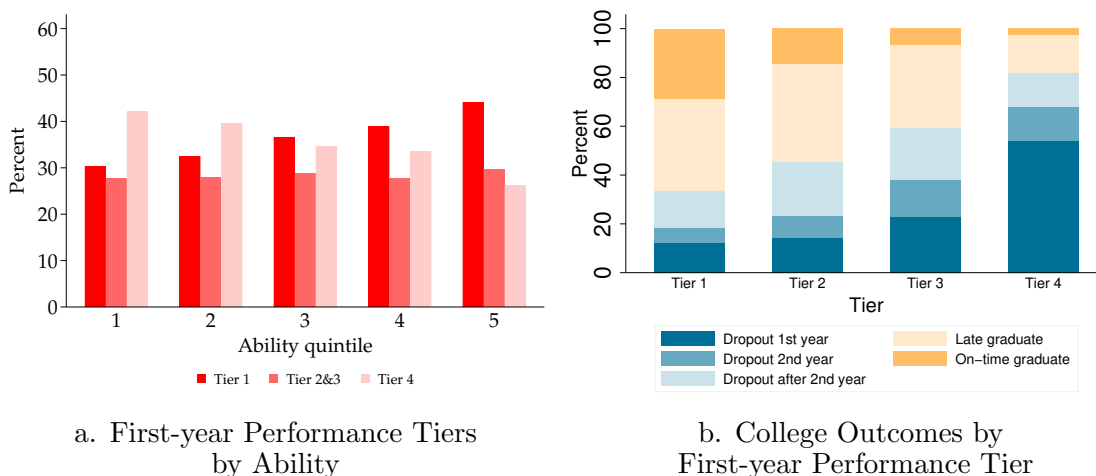 60
50
40
30
20
10
0
Percent
1 2 3 4 5
Ability quintile
Tier 1 Tier 2&3 Tier 4
a. First-year Performance Tiers
by Ability
100
80
60
40
20
0
Percent
Tier 1 Tier 2 Tier 3 Tier 4
Tier
Dropout 1st year Late graduate
Dropout 2nd year On-time graduate
Dropout after 2nd year
b. College Outcomes by
First-year Performance Tier